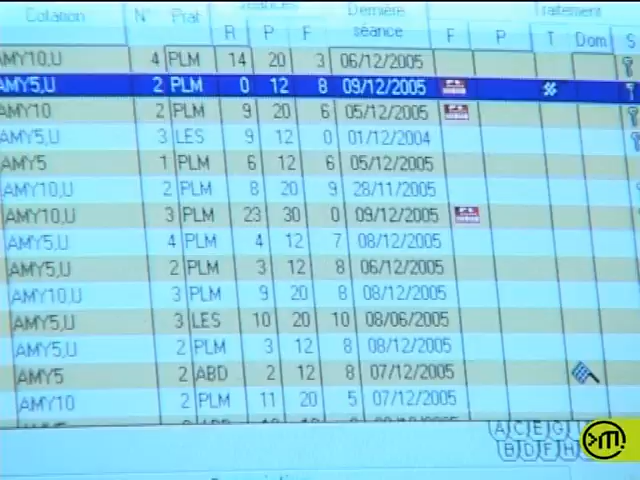 Cotation N° Prat séances Dernière séance Traitement
R P F F P T Dom. S
AMY10,U 4 PLM 14 20 3 06/12/2005
AMY5,U 2 PLM 0 12 8 09/12/2005
AMY10 2 PLM 9 20 6 05/12/2005
AMY5,U 3 LES 9 12 0 01/12/2004
AMY5 1 PLM 6 12 6 05/12/2005
AMY10,U 2 PLM 8 20 9 28/11/2005
AMY10,U 3 PLM 23 30 0 09/12/2005
AMY5,U 4 PLM 4 12 7 08/12/2005
AMY5,U 2 PLM 3 12 8 06/12/2005
AMY10,U 3 PLM 9 20 8 08/12/2005
AMY5,U 3 LES 10 20 10 08/06/2005
AMY5,U 2 PLM 3 12 8 08/12/2005
AMY5 2 ABD 2 12 8 07/12/2005
AMY10 2 PLM 11 20 5 07/12/2005
A C E G
B D F H
>m.